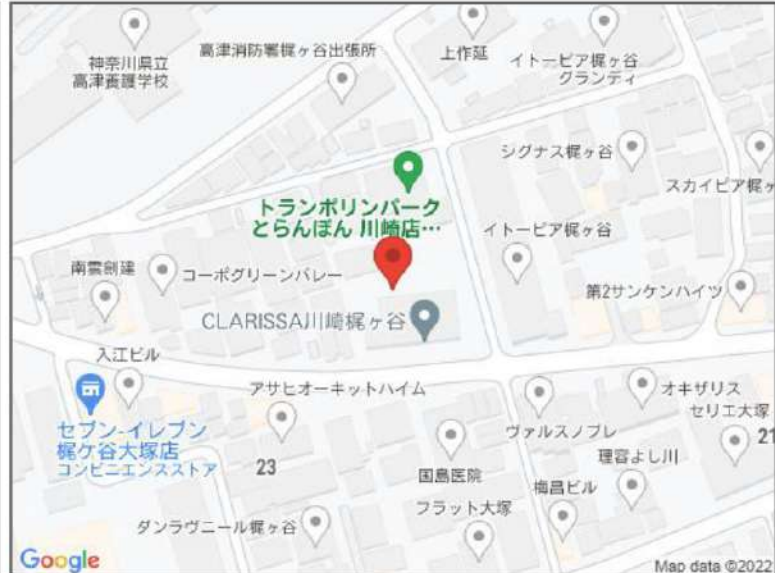 神奈川県立
高津養護学校
高津消防署梶ヶ谷出張所
上作延
イトーピア梶ヶ谷
グランディ
シグナス梶ヶ谷
スカイピア梶ヶ
トランポリンパーク
とらんぽん 川崎店…
イトーピア梶ヶ谷
南雲創建
コーポグリーンバレー
第2サンケンハイツ
CLARISSA川崎梶ヶ谷
入江ビル
アサヒオーキットハイム
オキザリス
セリエ大塚
セブン-イレブン
梶ケ谷大塚店
コンビニエンスストア
23
ヴァルスノブレ
21
国島医院
理容よし川
梅昌ビル
フラット大塚
ダンラヴニール梶ヶ谷
Google
Map data ©2022